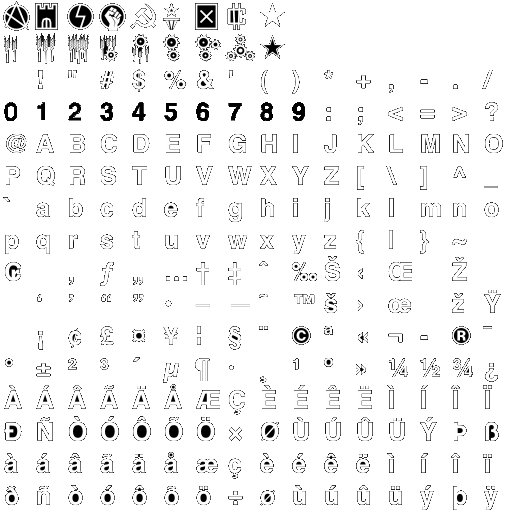 ! " # $ % & ' ( ) * + , - . /
0 1 2 3 4 5 6 7 8 9 : ; < = > ?
@ A B C D E F G H I J K L M N O
P Q R S T U V W X Y Z [ \ ] ^ _
` a b c d e f g h i j k l m n o
p q r s t u v w x y z { | } ~
€ ‚ ƒ „ … † ‡ ˆ ‰ Š ‹ Œ Ž
‘ ’ “ ” • – — ˜ ™ š › œ ž Ÿ
¡ ¢ £ ¤ ¥ ¦ § ¨ © ª « ¬ - ® ¯
° ± ² ³ ´ µ ¶ · ¸ ¹ º » ¼ ½ ¾ ¿
À Á Â Ã Ä Å Æ Ç È É Ê Ë Ì Í Î Ï
Ð Ñ Ò Ó Ô Õ Ö × Ø Ù Ú Û Ü Ý Þ ß
à á â ã ä å æ ç è é ê ë ì í î ï
ð ñ ò ó ô õ ö ÷ ø ù ú û ü ý þ ÿ